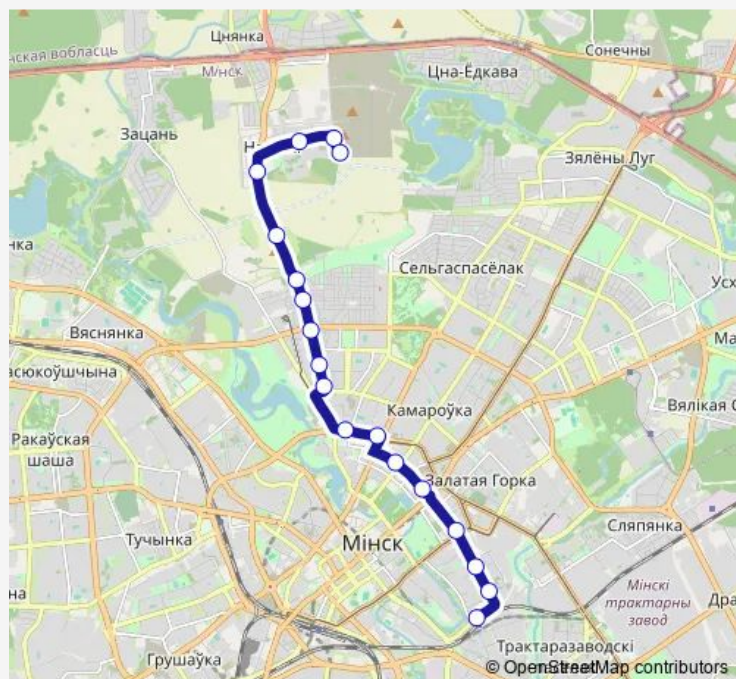 Цнянка
нская вобласць
Мінск
Сонечны
Цна-Ёдкава
Зацань
Зялёны Луг
нка
Сельгаспасёлак
Усх
Вяснянка
Ма
асюкоўшчына
Камароўка
Вялікая С
Ракаўская
шаша
Залатая Горка
Сляпянка
Тучынка
Мінск
на
Мінскі
трактарны
завод
Дра
Грушаўка
Трактаразаводскі
© OpenStreetMap contributors